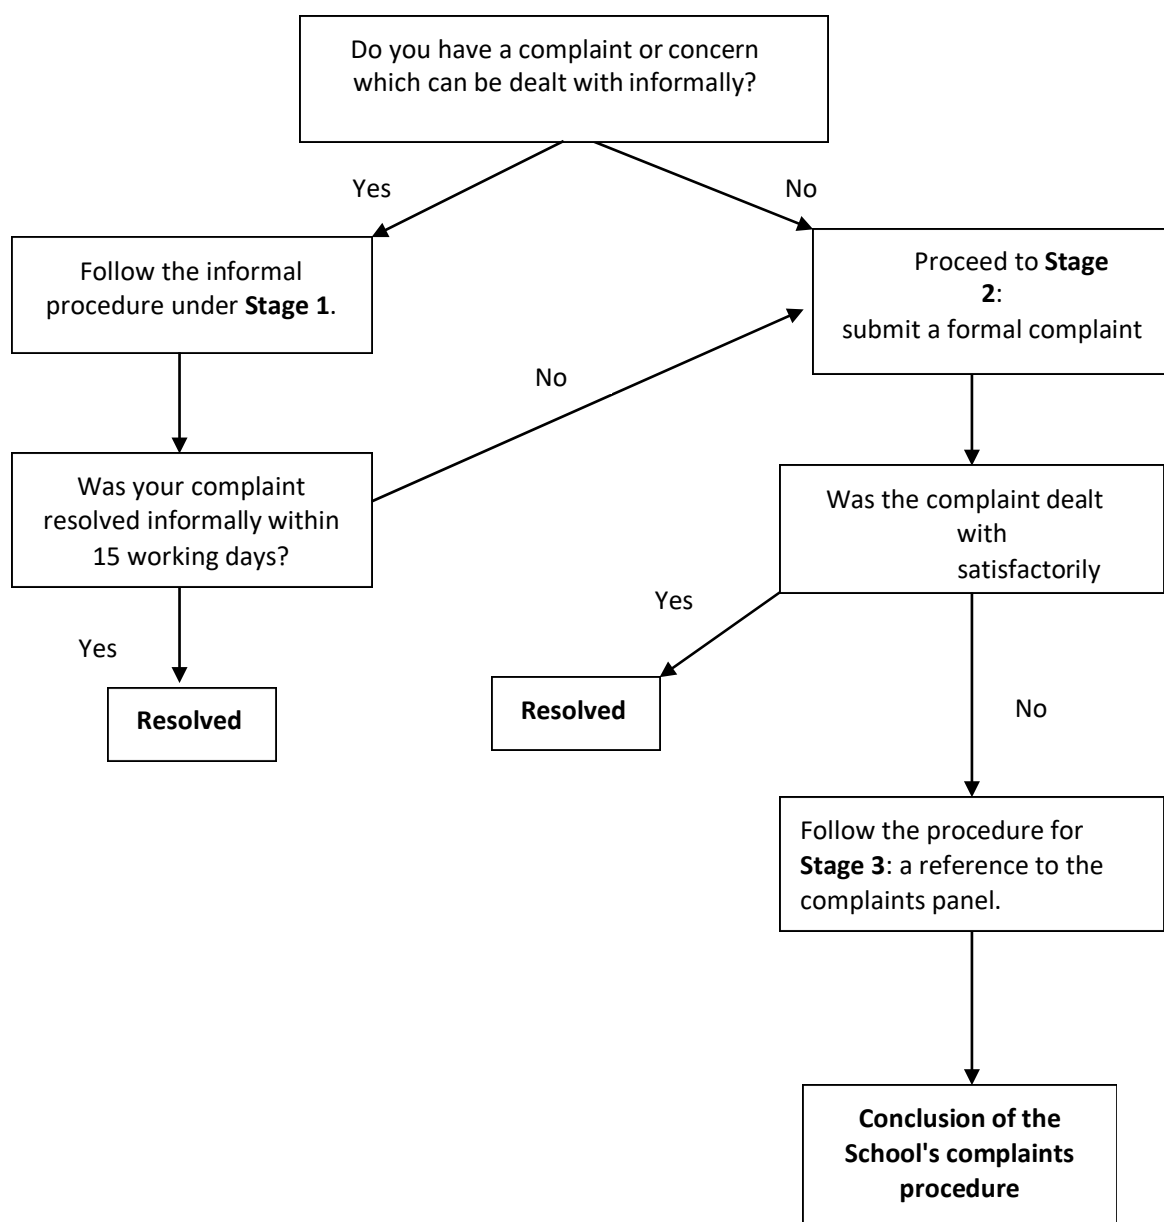 Do you have a complaint or concern
which can be dealt with informally?
Yes
No
Follow the informal
procedure under Stage 1.
Proceed to Stage
2:
submit a formal complaint
No
Was your complaint
resolved informally within
15 working days?
Was the complaint dealt
with
satisfactorily
Yes
Yes
Resolved
Resolved
No
Follow the procedure for
Stage 3: a reference to the
complaints panel.
Conclusion of the
School's complaints
procedure